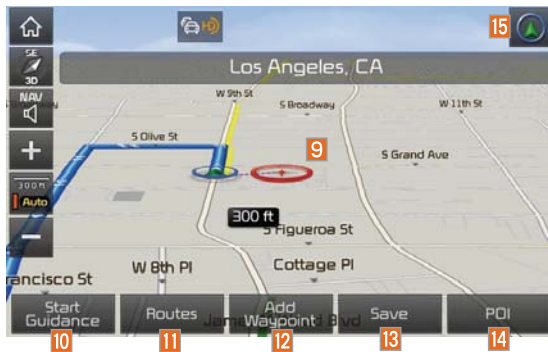 HD
15
SE
3D
Los Angeles, CA
NAV
W 9th St
S Broadway
W 11th St
S Olive St
9
S Grand Ave
300 m
Auto
300 ft
S Figueroa St
W 8th Pl
Cottage Pl
rancisco St
Start
Guidance
Routes
Add
Waypoint
Save
POI
10
11
12
13
14